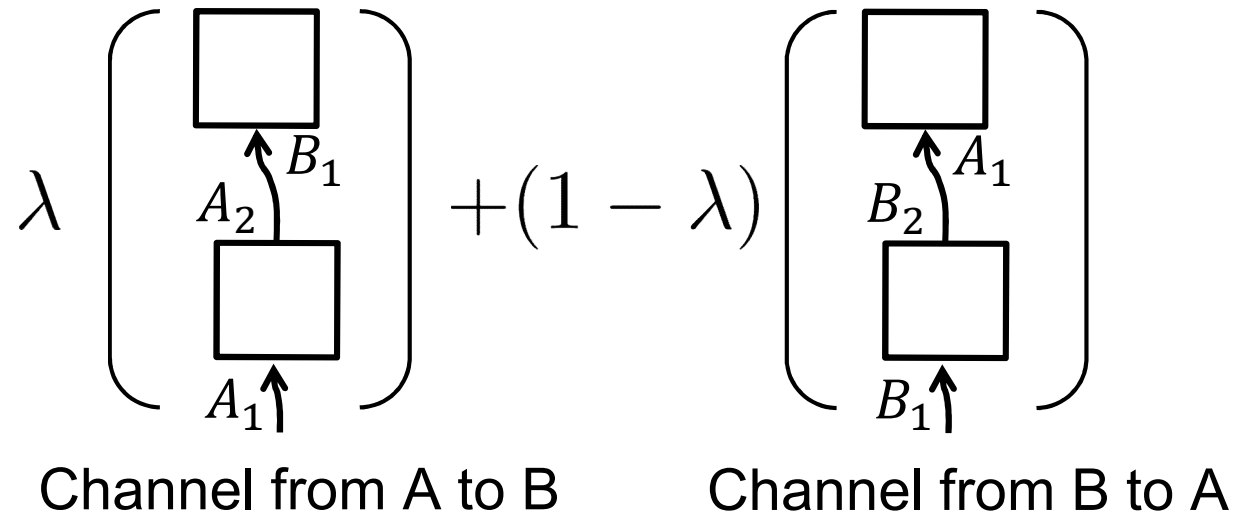 B₁ A₁
λ A₂ +(1 − λ) B₂
A₁ B₁
Channel from A to B Channel from B to A